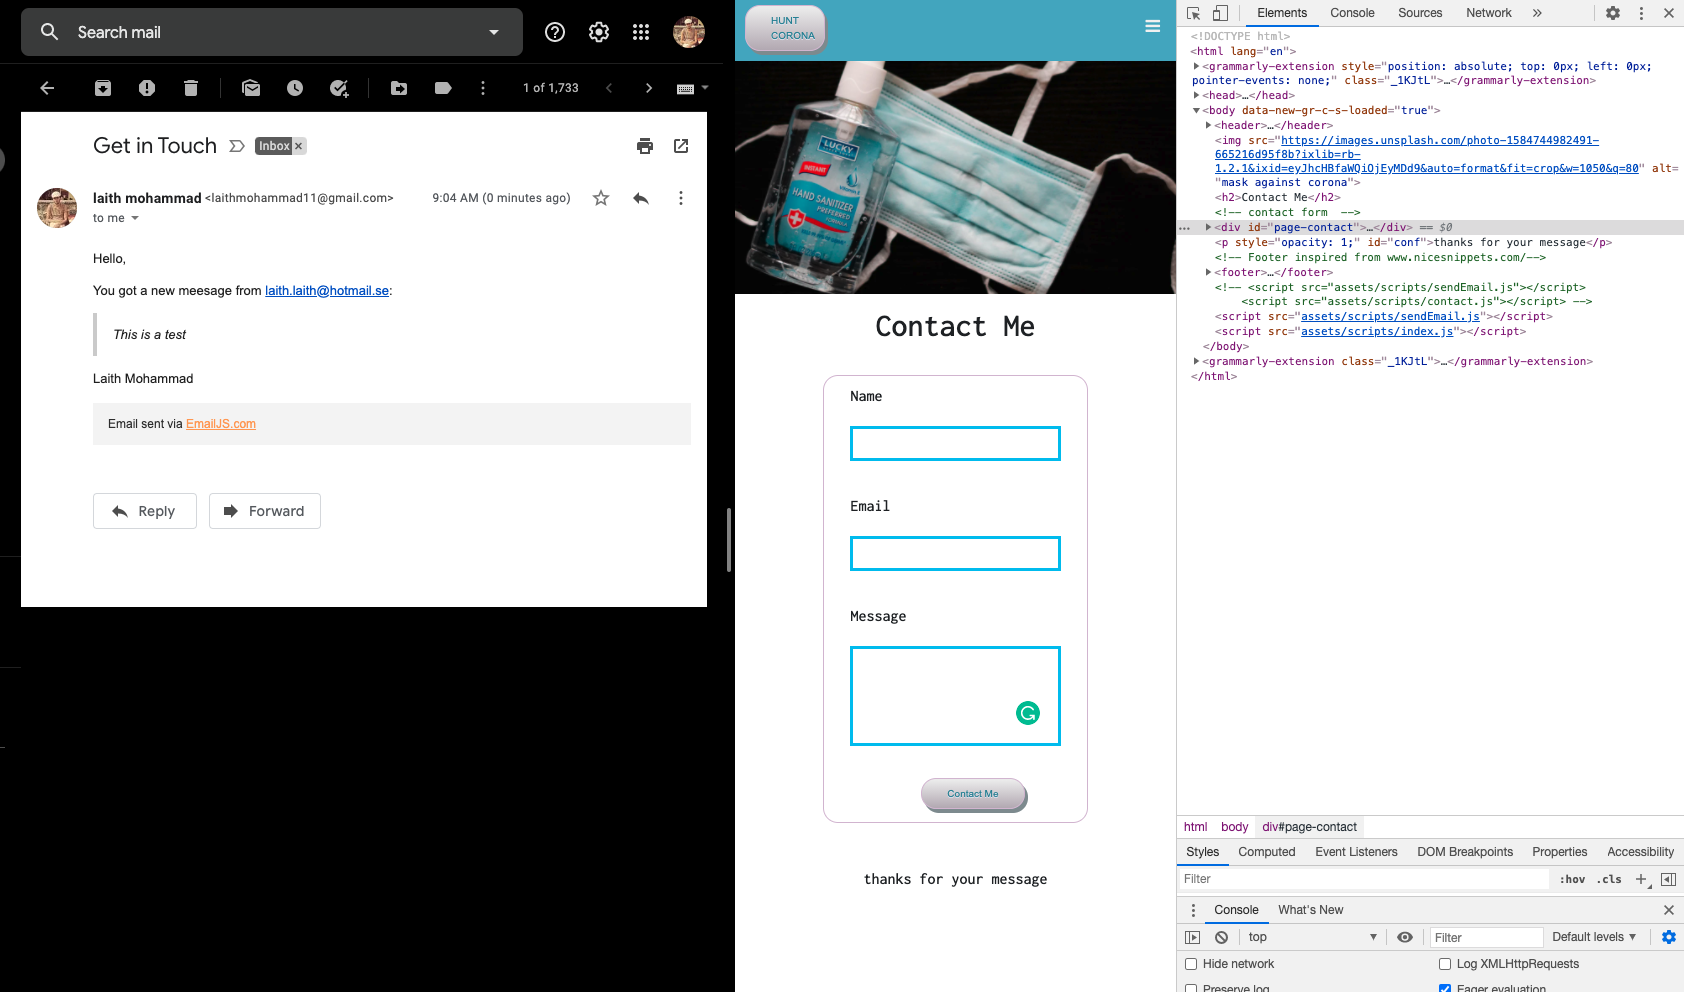 Search mail
1 of 1,733
Get in Touch
Inbox ×
laith mohammad <laithmohammad11@gmail.com>
9:04 AM (0 minutes ago)
to me
Hello,
You got a new meesage from laith.laith@hotmail.se:
This is a test
Laith Mohammad
Email sent via EmailJS.com
Reply
Forward
HUNT
CORONA
LUCKY
INSTANT
HAND SANITIZER
PREFERRED
FORMULA
Contact Me
Name
Email
Message
Contact Me
thanks for your message
Elements Console Sources Network »
<!DOCTYPE html>
<html lang="en">
<grammarly-extension style="position: absolute; top: 0px; left: 0px;
pointer-events: none;" class="_1KJtL">…</grammarly-extension>
<head>…</head>
<body data-new-gr-c-s-loaded="true">
<header>…</header>
<img src="https://images.unsplash.com/photo-1584744982491-
665216d95f8b?ixlib=rb-
1.2.1&ixid=eyJhcHBfaWQiOjEyMDd9&auto=format&fit=crop&w=1050&q=80" alt=
"mask against corona">
<h2>Contact Me</h2>
<!-- contact form  -->
<div id="page-contact">…</div> == $0
<p style="opacity: 1;" id="conf">thanks for your message</p>
<!-- Footer inspired from www.nicesnippets.com/-->
<footer>…</footer>
<!-- <script src="assets/scripts/sendEmail.js"></script>
<script src="assets/scripts/contact.js"></script> -->
<script src="assets/scripts/sendEmail.js"></script>
<script src="assets/scripts/index.js"></script>
</body>
<grammarly-extension class="_1KJtL">…</grammarly-extension>
</html>
html body div#page-contact
Styles Computed Event Listeners DOM Breakpoints Properties Accessibility
Filter :hov .cls +
Console What's New
top Filter Default levels
Hide network Log XMLHttpRequests
Preserve log Eager evaluation